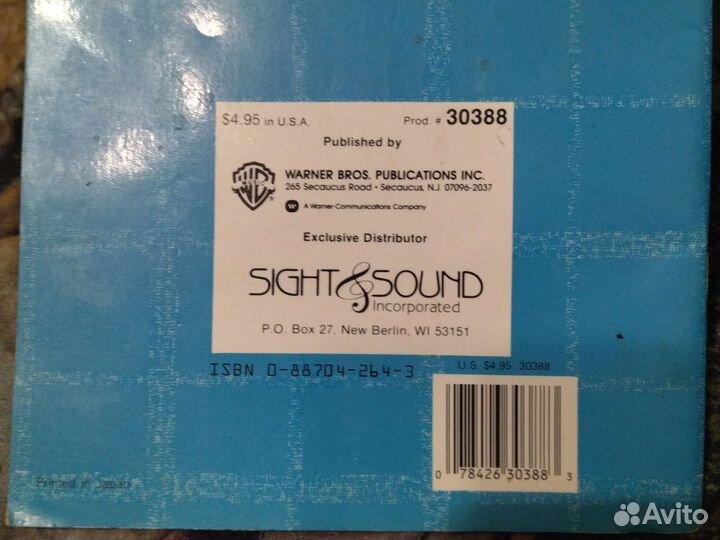 $4.95 in U.S.A. Prod. # 30388
Published by
WARNER BROS. PUBLICATIONS INC.
265 Secaucus Road • Secaucus, N.J. 07096-2037
A Warner Communications Company
Exclusive Distributor
SIGHT & SOUND
Incorporated
P.O. Box 27, New Berlin, WI 53151
ISBN 0-88704-264-3
U.S. $4.95 30388
0 78426 30388 3
Printed in Japan
Avito